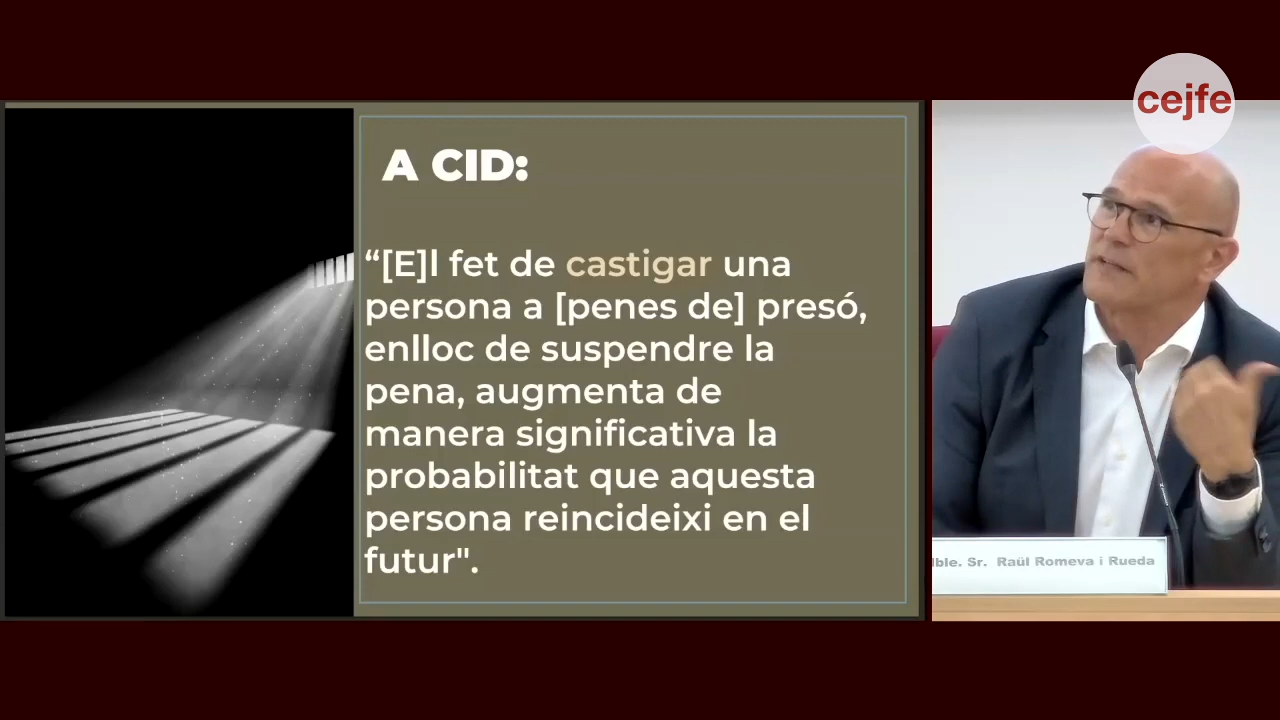 cejfe
A CID:
“[E]l fet de castigar una
persona a [penes de] presó,
enlloc de suspendre la
pena, augmenta de
manera significativa la
probabilitat que aquesta
persona reincideixi en el
futur".
Sr. Raül Romeva i Rueda